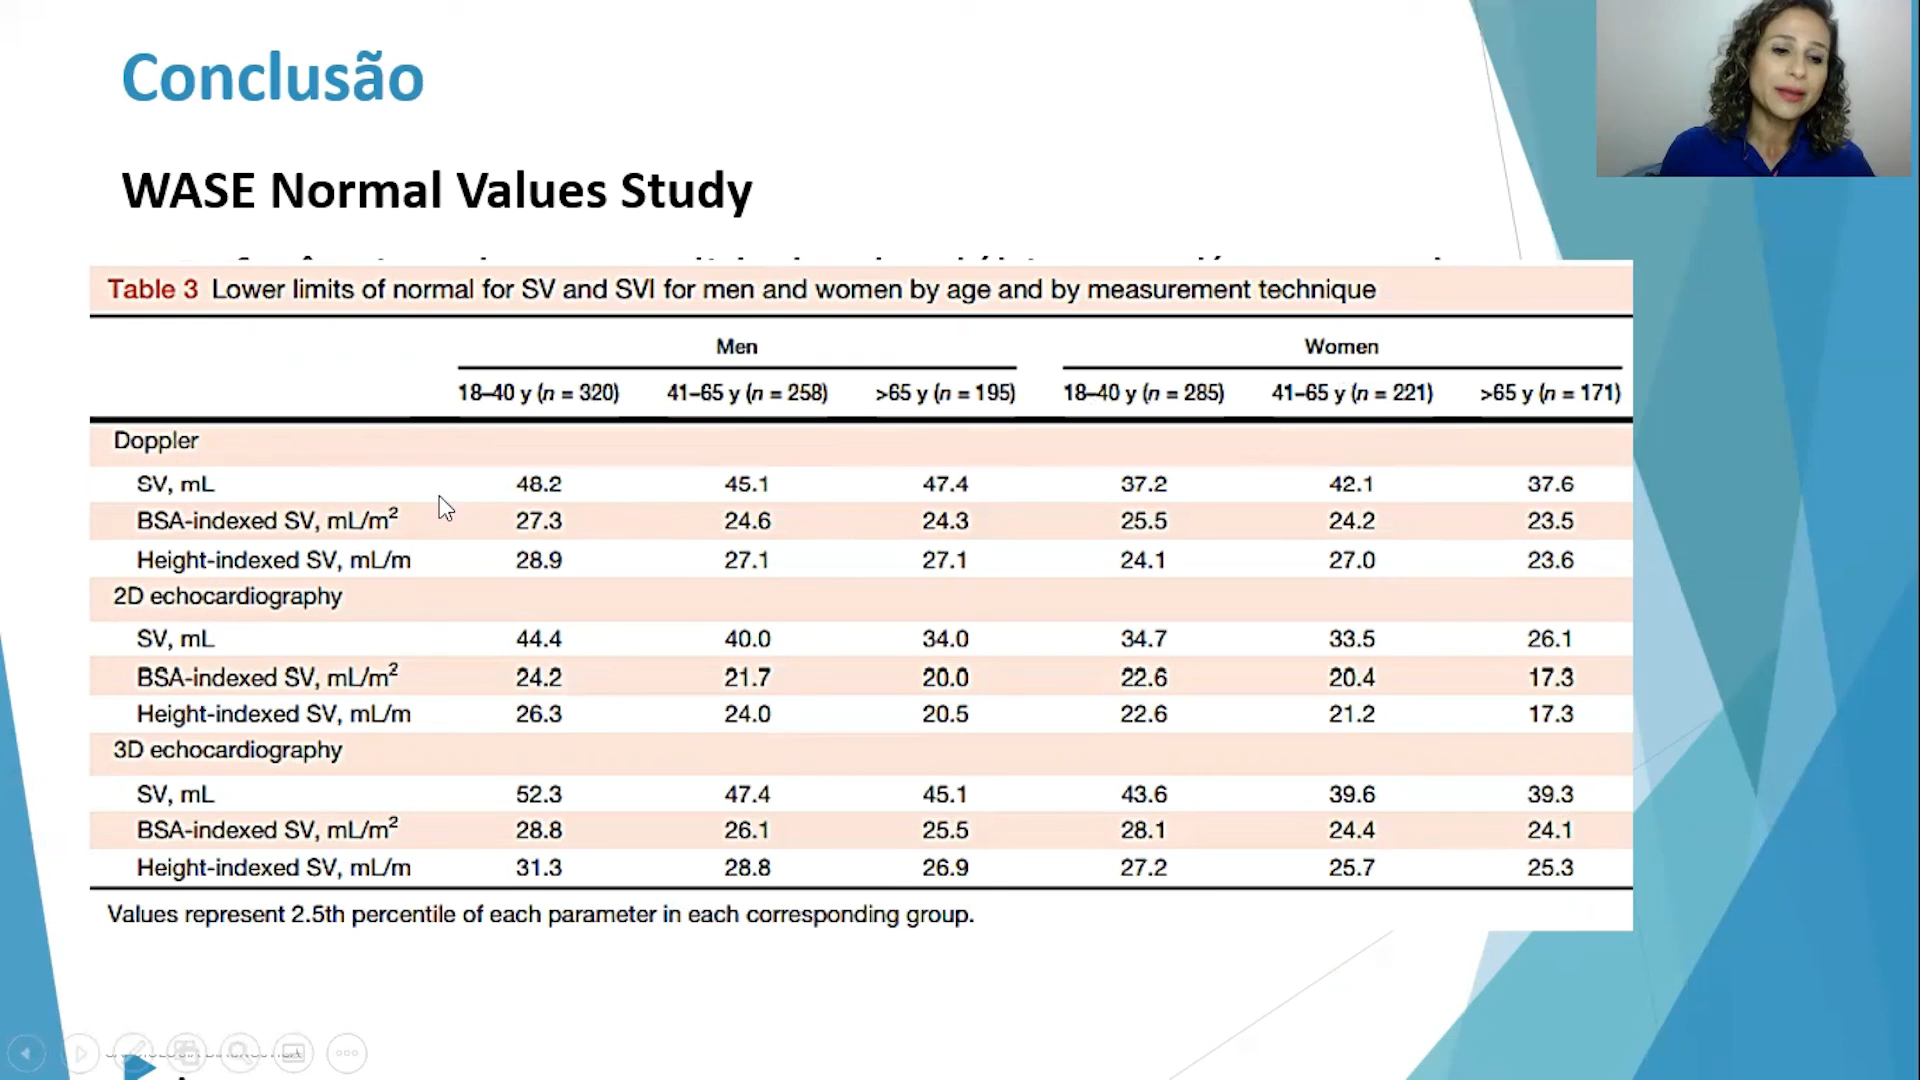 Conclusão
WASE Normal Values Study
Table 3 Lower limits of normal for SV and SVI for men and women by age and by measurement technique
Men Women
18–40 y (n = 320) 41–65 y (n = 258) >65 y (n = 195) 18–40 y (n = 285) 41–65 y (n = 221) >65 y (n = 171)
Doppler
SV, mL 48.2 45.1 47.4 37.2 42.1 37.6
BSA-indexed SV, mL/m² 27.3 24.6 24.3 25.5 24.2 23.5
Height-indexed SV, mL/m 28.9 27.1 27.1 24.1 27.0 23.6
2D echocardiography
SV, mL 44.4 40.0 34.0 34.7 33.5 26.1
BSA-indexed SV, mL/m² 24.2 21.7 20.0 22.6 20.4 17.3
Height-indexed SV, mL/m 26.3 24.0 20.5 22.6 21.2 17.3
3D echocardiography
SV, mL 52.3 47.4 45.1 43.6 39.6 39.3
BSA-indexed SV, mL/m² 28.8 26.1 25.5 28.1 24.4 24.1
Height-indexed SV, mL/m 31.3 28.8 26.9 27.2 25.7 25.3
Values represent 2.5th percentile of each parameter in each corresponding group.